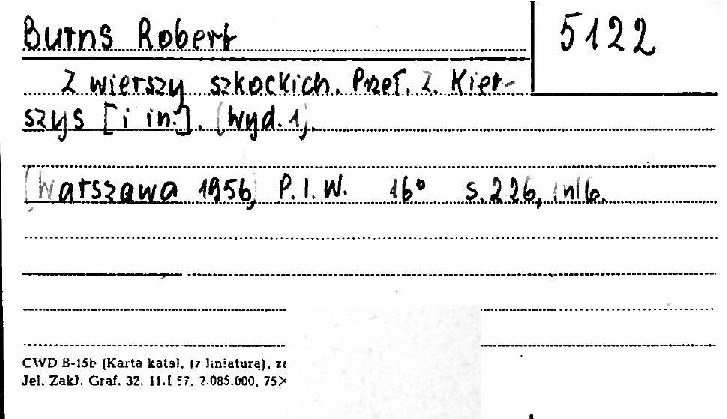 Burns Robert
5122
Z wierszy szkockich. Przeł. Z. Kier-
szys [i in.]. (Wyd. 1).
[Warszawa 1956] P.I.W. 16° s. 226, nlb.
CWD B-15b (Karta katal. (z liniaturą),
Jel. Zakł. Graf. 32. 11.I 57. 2.085.000, 75×